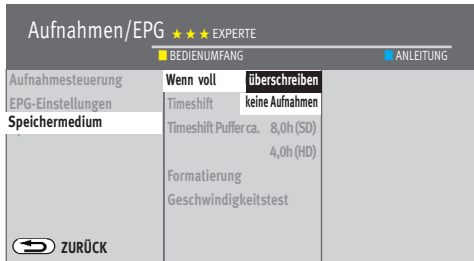 Aufnahmen/EPG ★★★ EXPERTE
BEDIENUMFANG
ANLEITUNG
Aufnahmesteuerung
EPG-Einstellungen
Speichermedium
Wenn voll überschreiben
Timeshift keine Aufnahmen
Timeshift Puffer ca. 8,0h (SD)
4,0h (HD)
Formatierung
Geschwindigkeitstest
ZURÜCK